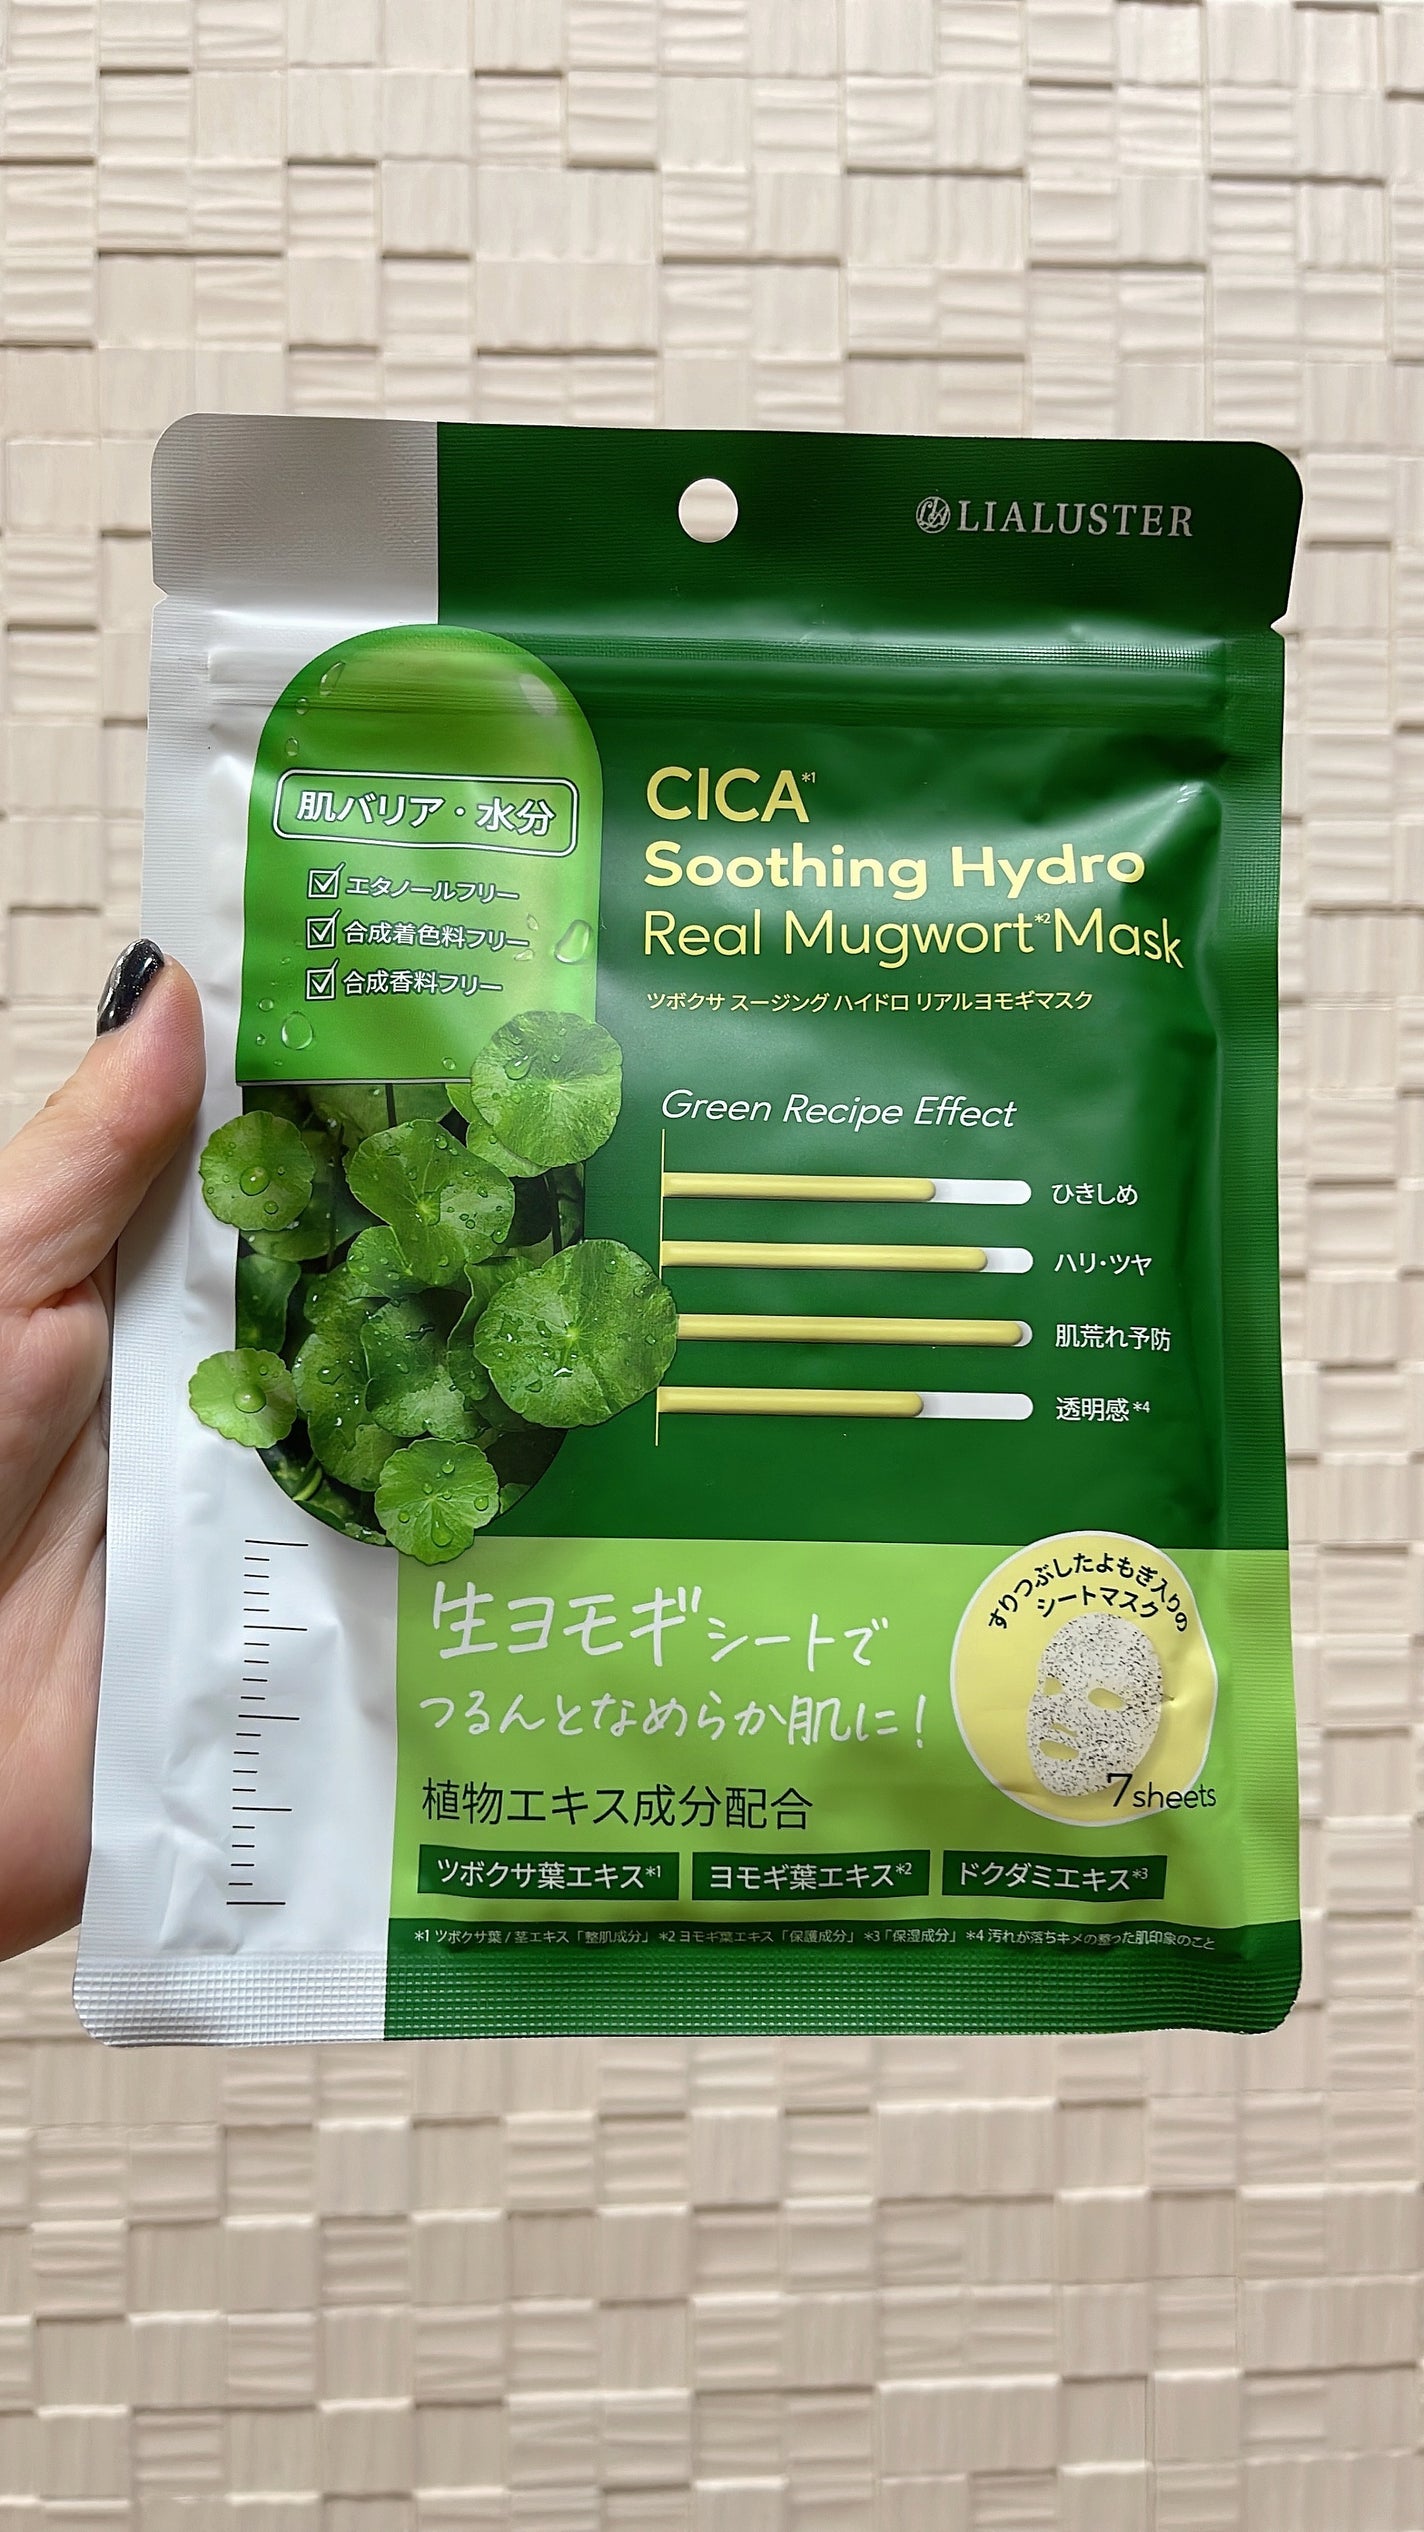 LIALUSTER
肌バリア・水分
エタノールフリー
合成着色料フリー
合成香料フリー
CICA*1
Soothing Hydro
Real Mugwort*2 Mask
ツボクサ スージング ハイドロ リアルヨモギマスク
Green Recipe Effect
ひきしめ
ハリ・ツヤ
肌荒れ予防
透明感*4
生ヨモギシートで
つるんとなめらか肌に!
すりつぶしたよもぎ入りの
シートマスク
7sheets
植物エキス成分配合
ツボクサ葉エキス*1 ヨモギ葉エキス*2 ドクダミエキス*3
*1 ツボクサ葉/茎エキス「整肌成分」 *2 ヨモギ葉エキス「保護成分」 *3「保湿成分」 *4 汚れが落ちキメの整った肌印象のこと